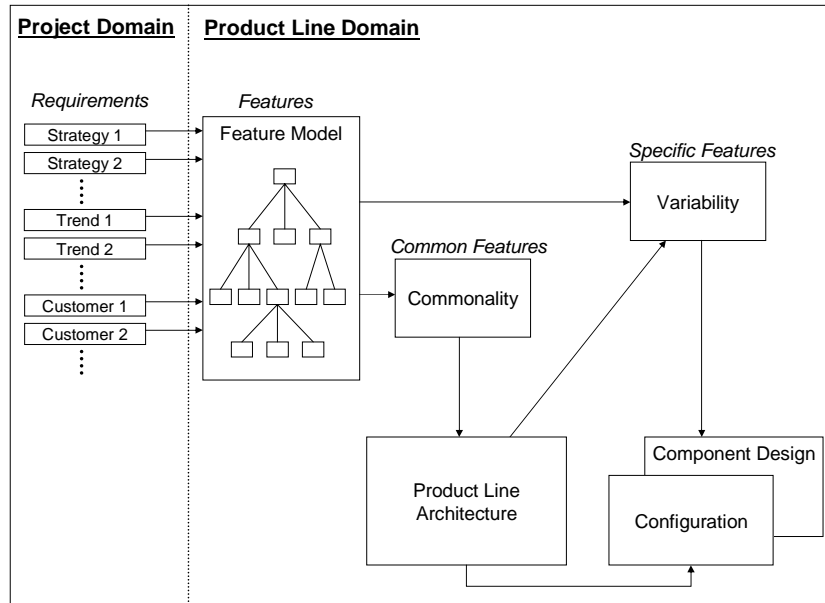 Project Domain
Product Line Domain
Requirements
Strategy 1
Strategy 2
Trend 1
Trend 2
Customer 1
Customer 2
Features
Feature Model
Common Features
Commonality
Specific Features
Variability
Product Line
Architecture
Component Design
Configuration